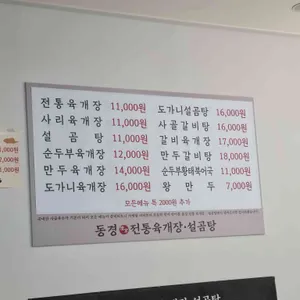 전통육개장 11,000원
사리육개장 11,000원
설곰탕 11,000원
순두부육개장 12,000원
만두육개장 14,000원
도가니육개장 16,000원
도가니설곰탕 16,000원
사골갈비탕 16,000원
갈비육개장 17,000원
만두갈비탕 18,000원
순두부황태북어국 11,000원
왕만두 7,000원
모든메뉴 특 2000원 추가
동경 전통육개장·설곰탕